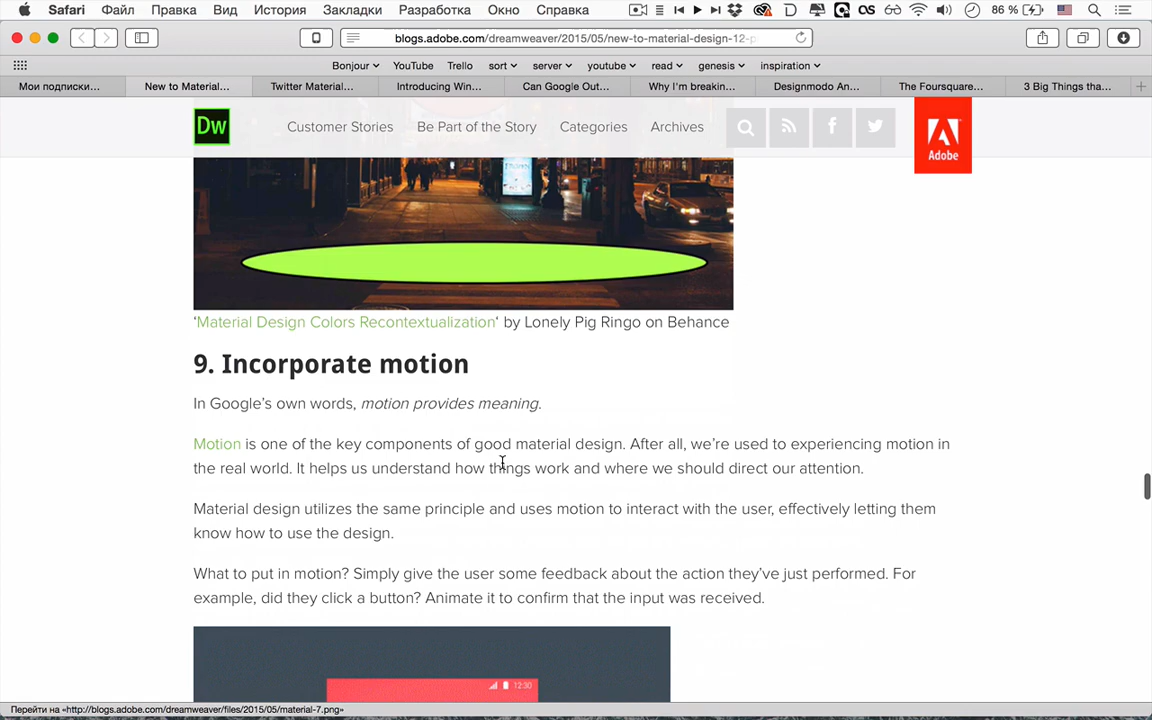 Safari Файл Правка Вид История Закладки Разработка Окно Справка 86 %
blogs.adobe.com/dreamweaver/2015/05/new-to-material-design-12-p
Bonjour YouTube Trello sort server youtube read genesis inspiration
Мои подписки... New to Material... Twitter Material... Introducing Win... Can Google Out... Why I'm breakin... Designmodo An... The Foursquare... 3 Big Things tha...
Dw Customer Stories Be Part of the Story Categories Archives Adobe
'Material Design Colors Recontextualization' by Lonely Pig Ringo on Behance
9. Incorporate motion
In Google's own words, motion provides meaning.
Motion is one of the key components of good material design. After all, we're used to experiencing motion in
the real world. It helps us understand how things work and where we should direct our attention.
Material design utilizes the same principle and uses motion to interact with the user, effectively letting them
know how to use the design.
What to put in motion? Simply give the user some feedback about the action they've just performed. For
example, did they click a button? Animate it to confirm that the input was received.
12:30
Перейти на «http://blogs.adobe.com/dreamweaver/files/2015/05/material-7.png»